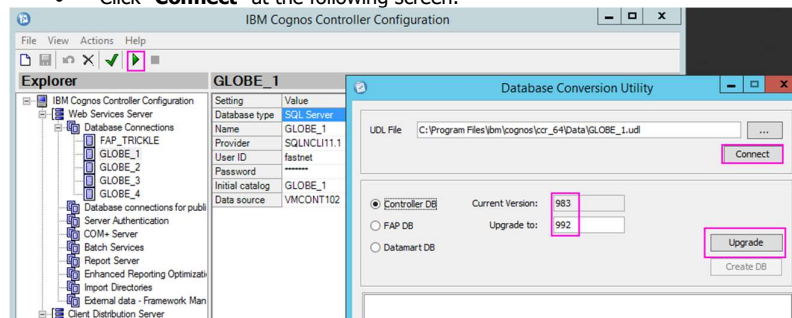 • Click "Connect" at the following screen:
IBM Cognos Controller Configuration
File View Actions Help
Explorer
GLOBE_1
IBM Cognos Controller Configuration
Web Services Server
Database Connections
FAP_TRICKLE
GLOBE_1
GLOBE_2
GLOBE_3
GLOBE_4
Database connections for publi
Server Authentication
COM+ Server
Batch Services
Report Server
Enhanced Reporting Optimizati
Import Directories
External data - Framework Man
Client Distribution Server
Setting Value
Database type SQL Server
Name GLOBE_1
Provider SQLNCLI11.1
User ID fastnet
Password *******
Initial catalog GLOBE_1
Data source VMCONT102
Database Conversion Utility
UDL File C:\Program Files\ibm\cognos\ccr_64\Data\GLOBE_1.udl ...
Connect
Controller DB Current Version: 983
FAP DB Upgrade to: 992
Datamart DB
Upgrade
Create DB